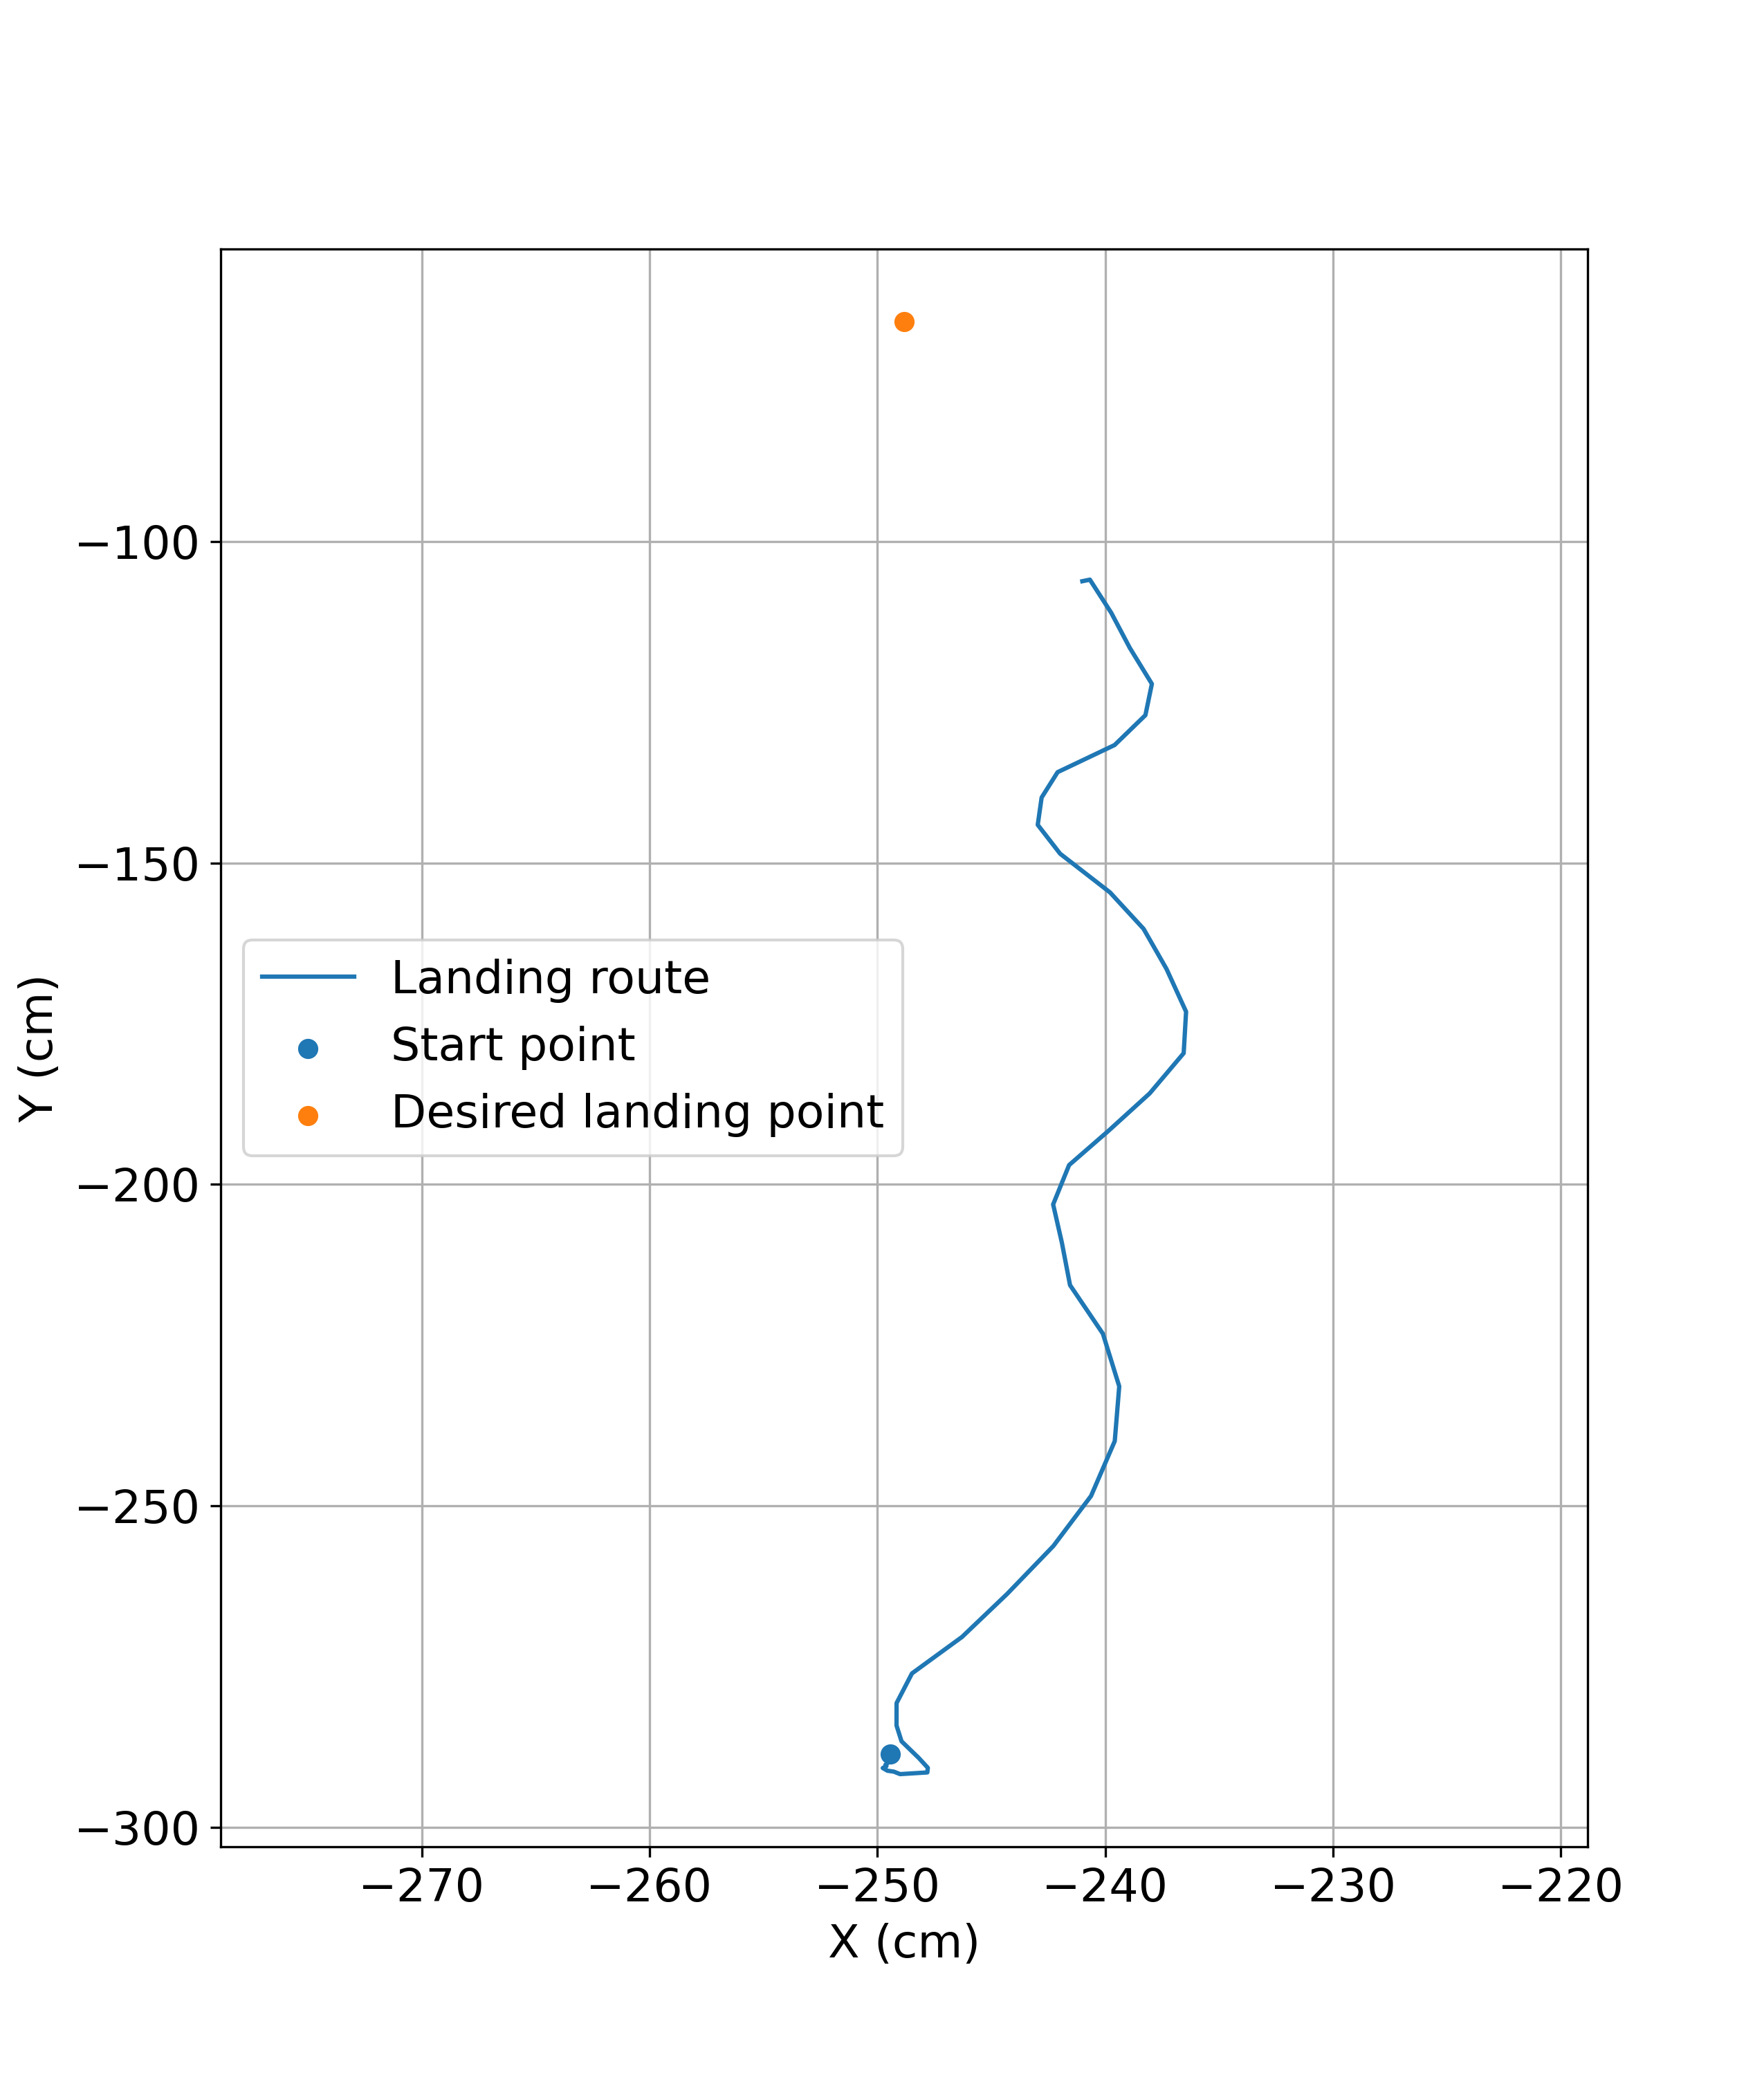 −100
−150
−200
−250
−300
Y (cm)
Landing route
Start point
Desired landing point
−270
−260
−250
−240
−230
−220
X (cm)